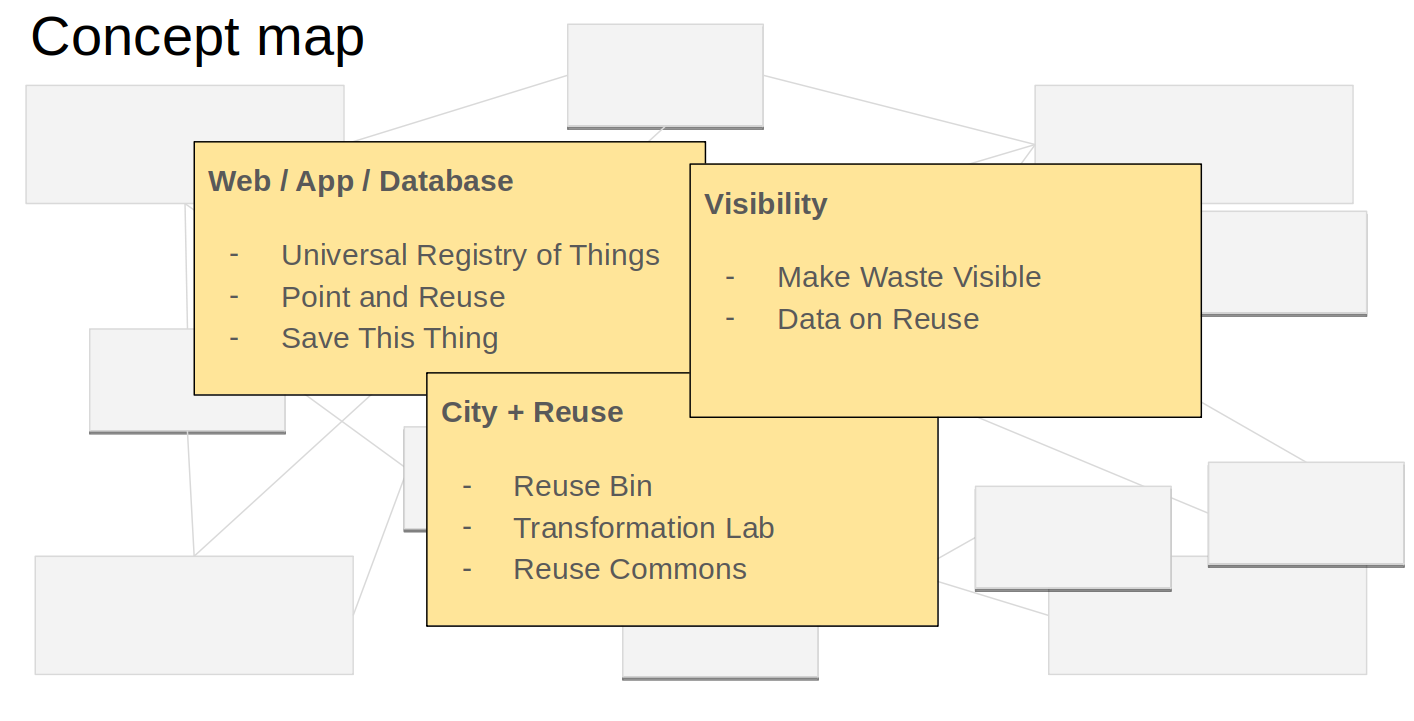 Concept map
Web / App / Database
- Universal Registry of Things
- Point and Reuse
- Save This Thing
Visibility
- Make Waste Visible
- Data on Reuse
City + Reuse
- Reuse Bin
- Transformation Lab
- Reuse Commons